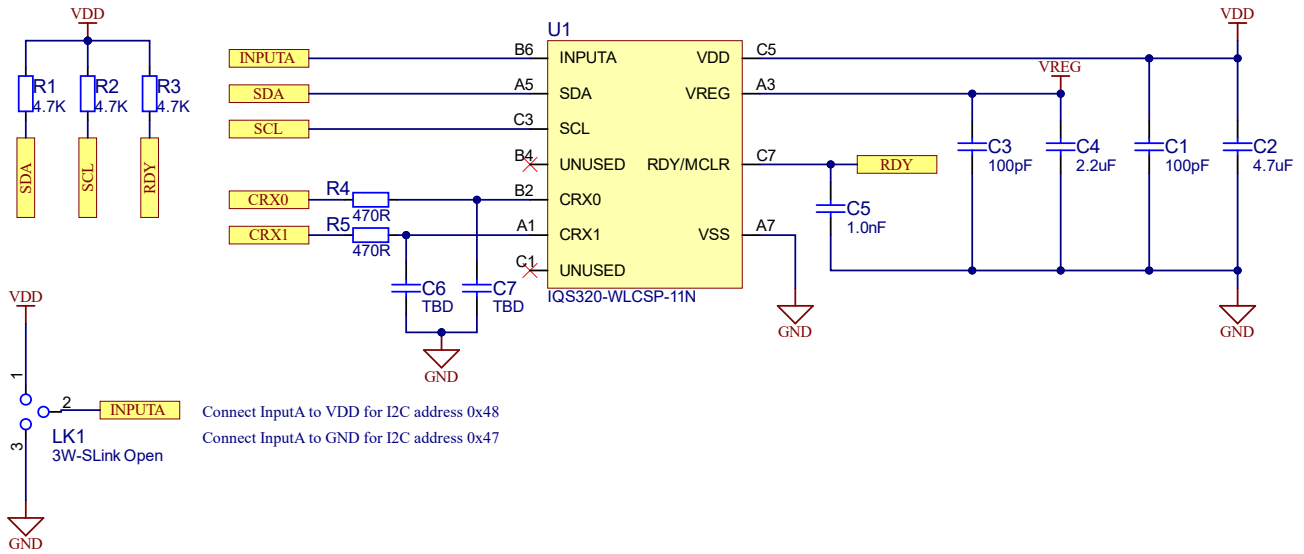 VDD
R1
4.7K
R2
4.7K
R3
4.7K
SDA
SCL
RDY
INPUTA
SDA
SCL
CRX0
CRX1
R4
470R
R5
470R
C6
TBD
C7
TBD
GND
U1
B6 INPUTA
A5 SDA
C3 SCL
B4 UNUSED
B2 CRX0
A1 CRX1
C1 UNUSED
VDD C5
VREG A3
RDY/MCLR C7
VSS A7
IQS320-WLCSP-11N
GND
VREG
RDY
C5
1.0nF
C3
100pF
C4
2.2uF
C1
100pF
VDD
C2
4.7uF
GND
VDD
1
2
3
INPUTA
LK1
3W-SLink Open
GND
Connect InputA to VDD for I2C address 0x48
Connect InputA to GND for I2C address 0x47